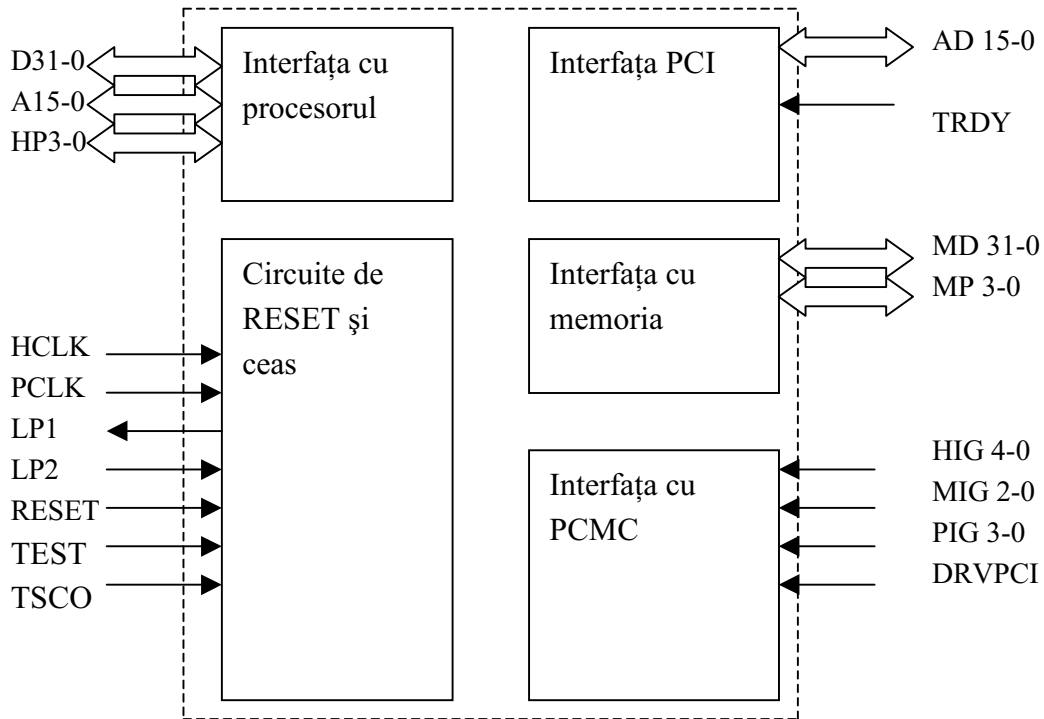 D31-0
A15-0
HP3-0
Interfața cu
procesorul
Interfața PCI
AD 15-0
TRDY
Circuite de
RESET şi
ceas
HCLK
PCLK
LP1
LP2
RESET
TEST
TSCO
Interfața cu
memoria
MD 31-0
MP 3-0
Interfața cu
PCMC
HIG 4-0
MIG 2-0
PIG 3-0
DRVPCI